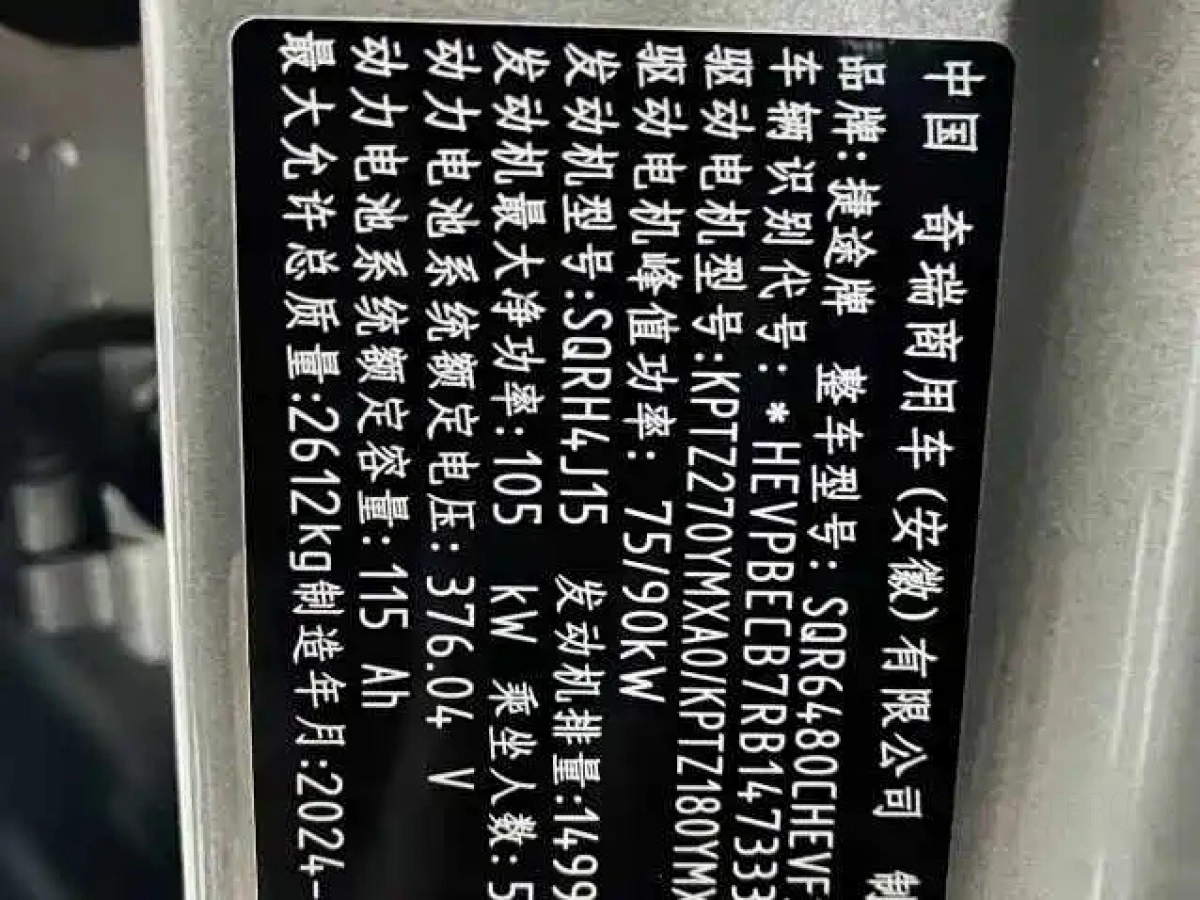 中国 奇瑞商用车(安徽)有限公司 制
品牌:捷途牌 整车型号: SQR6480CHEVF
车辆识别代号: *HEVPBECB7RB147333
驱动电机型号:KPTZ270YMXA0/KPTZ180YMX
驱动电机峰值功率: 75/90kW
发动机型号:SQRH4J15 发动机排量:1499
发动机最大净功率:105 kW 乘坐人数:5
动力电池系统额定电压: 376.04 V
动力电池系统额定容量: 115 Ah
最大允许总质量:2612kg制造年月:2024-